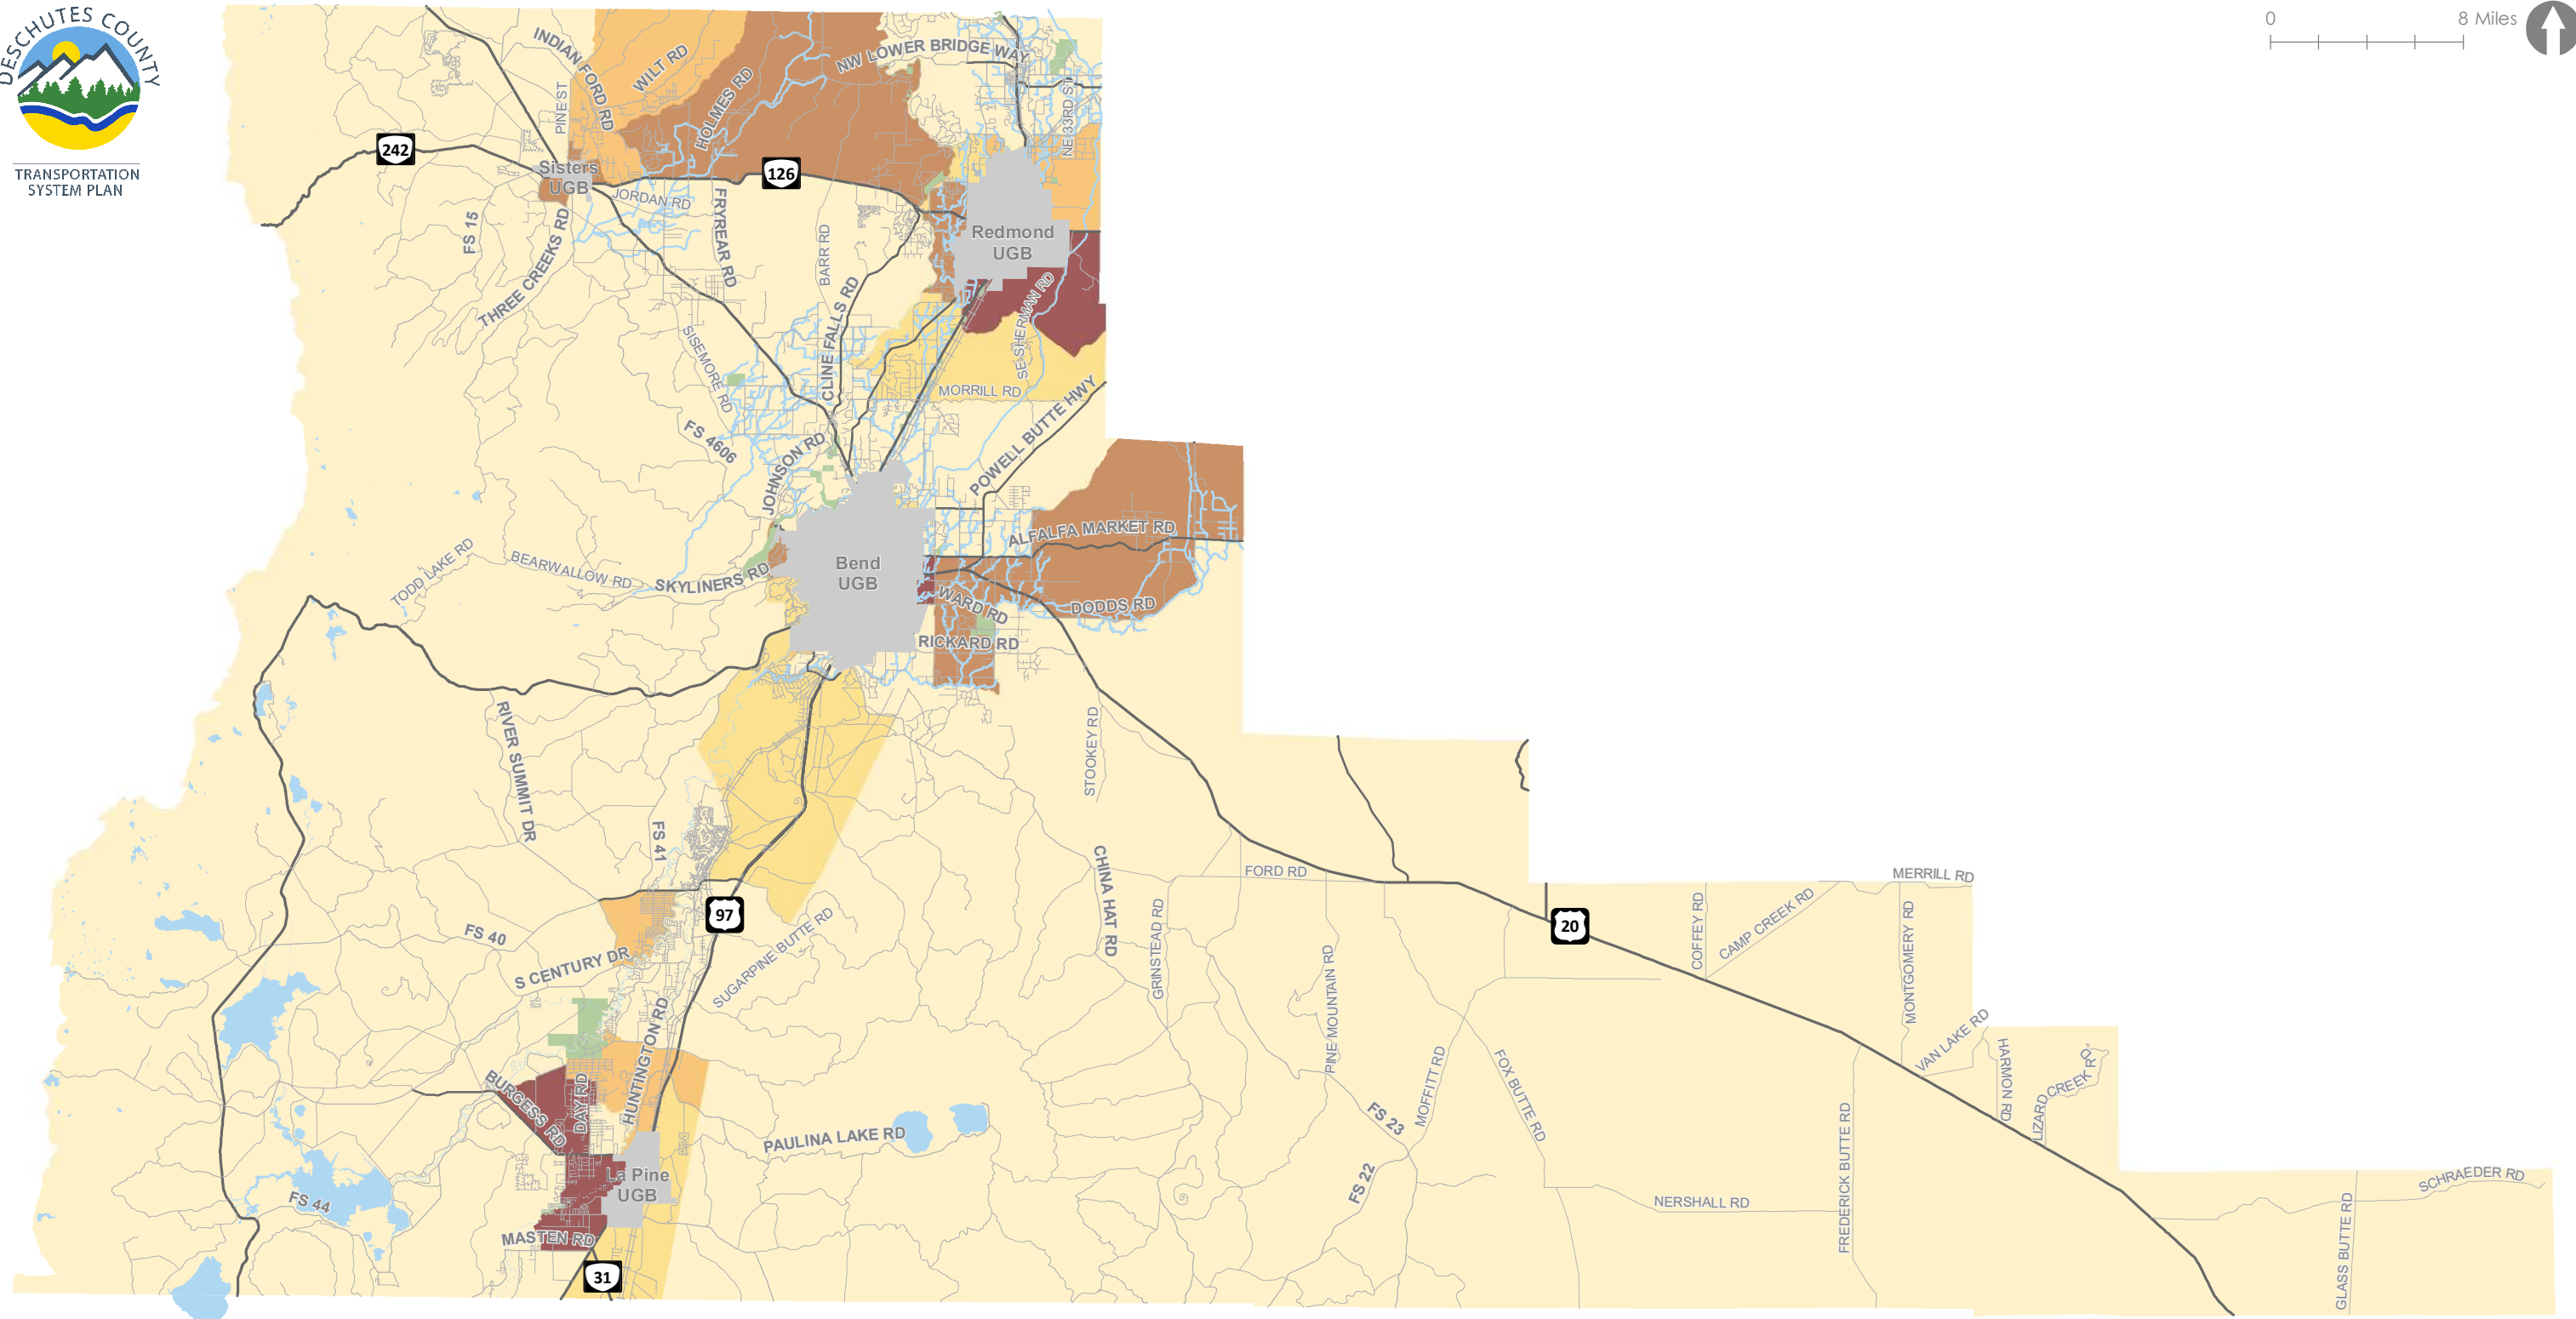 DESCHUTES COUNTY
TRANSPORTATION
SYSTEM PLAN
0 8 Miles
INDIAN FORD RD
WILT RD
HOLMES RD
NW LOWER BRIDGE WAY
NE 33RD ST
PINE ST
242
Sisters
UGB
126
JORDAN RD
FRYREAR RD
BARR RD
FS 15
THREE CREEKS RD
Redmond
UGB
SE SHERMAN RD
CLINE FALLS RD
SISEMORE RD
MORRILL RD
POWELL BUTTE HWY
FS 4606
JOHNSON RD
ALFALFA MARKET RD
TODD LAKE RD
BEARWALLOW RD
SKYLINERS RD
Bend
UGB
WARD RD
DODDS RD
RICKARD RD
RIVER SUMMIT DR
STOOKEY RD
FS 41
CHINA HAT RD
FORD RD
MERRILL RD
97
20
COFFEY RD
CAMP CREEK RD
MONTGOMERY RD
FS 40
S CENTURY DR
SUGARPINE BUTTE RD
GRINSTEAD RD
PINE MOUNTAIN RD
HUNTINGTON RD
VAN LAKE RD
HARMON RD
LIZARD CREEK RD
BURGESS RD
DAY RD
MOFFITT RD
FOX BUTTE RD
FS 23
FREDERICK BUTTE RD
PAULINA LAKE RD
La Pine
UGB
FS 22
FS 44
NERSHALL RD
SCHRAEDER RD
GLASS BUTTE RD
MASTEN RD
31